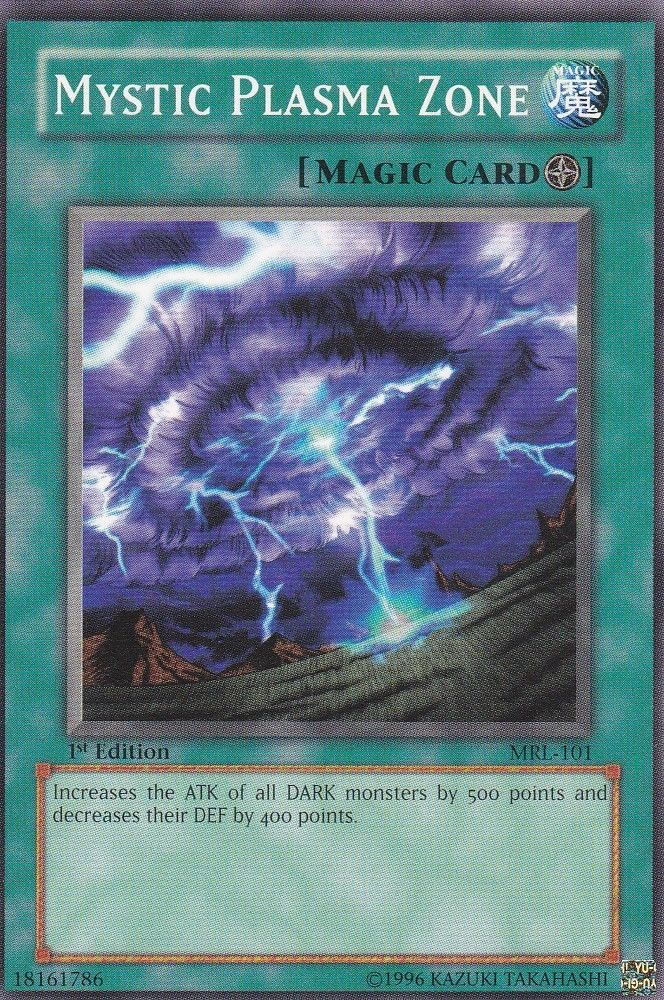 MYSTIC PLASMA ZONE
MAGIC
魔
[MAGIC CARD]
1st Edition
MRL-101
Increases the ATK of all DARK monsters by 500 points and
decreases their DEF by 400 points.
18161786
©1996 KAZUKI TAKAHASHI